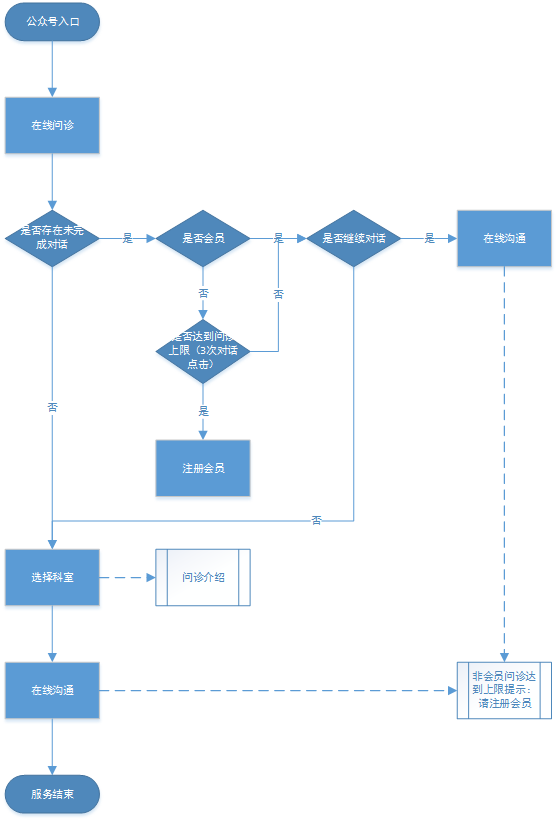 公众号入口
在线问诊
是否存在未完
成对话
是
是否会员
是
是否继续对话
是
在线沟通
否
否
是否达到问诊
上限（3次对话
点击）
否
是
注册会员
否
选择科室
问诊介绍
在线沟通
非会员问诊达
到上限提示：
请注册会员
服务结束